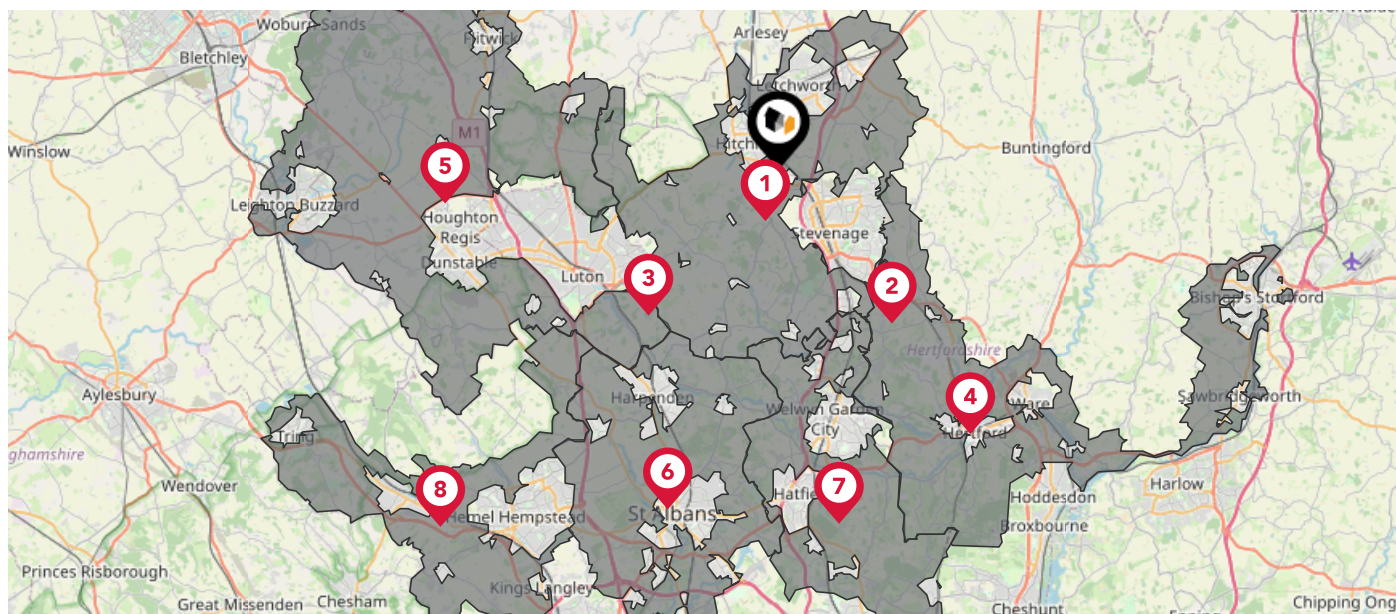 Woburn Sands
Bletchley
Flitwick
Arlesey
Letchworth
M1
Winslow
Buntingford
5
1
Leighton Buzzard
Houghton
Regis
Dunstable
Stevenage
Luton
3
2
Bishop's Stortford
Hertfordshire
Aylesbury
Harpenden
Welwyn Garden
City
4
Ware
Sawbridgeworth
Hertford
Tring
ghamshire
Wendover
8
6
7
Hatfie
Harlow
Hoddesdon
Hemel Hempstead
St Albans
Broxbourne
Princes Risborough
Kings Langley
Great Missenden
Chesham
Cheshunt
Chipping Ong